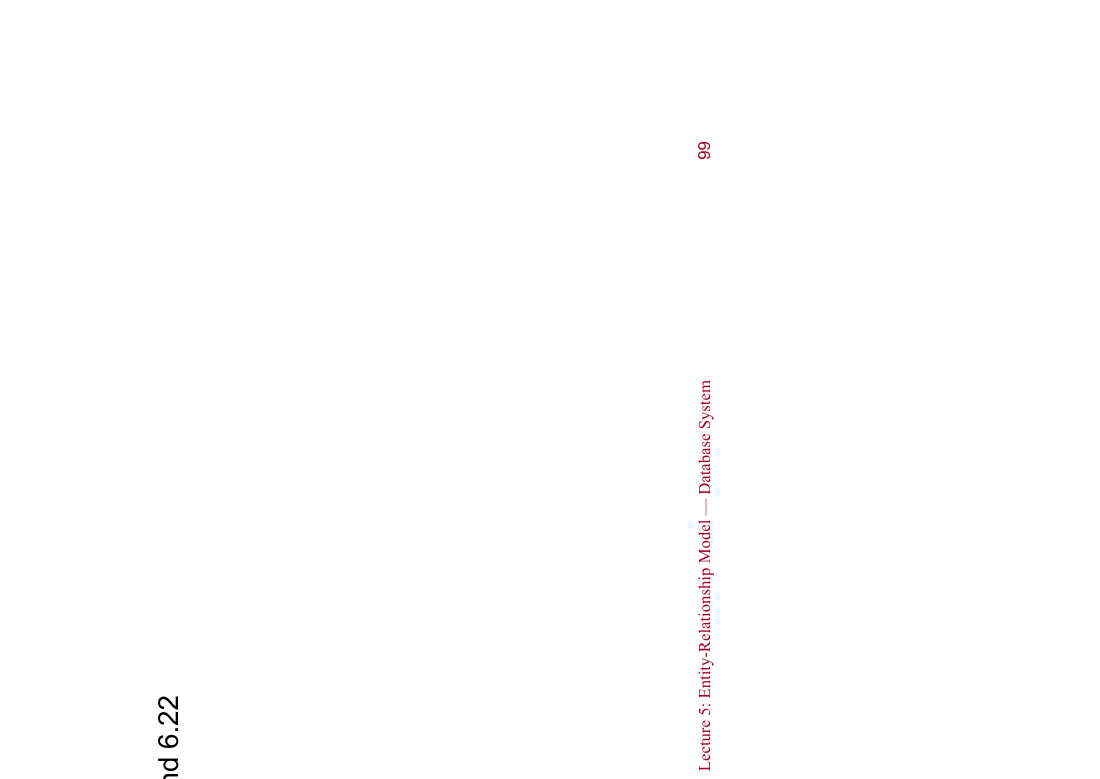 nd 6.22
Lecture 5: Entity-Relationship Model — Database System
99